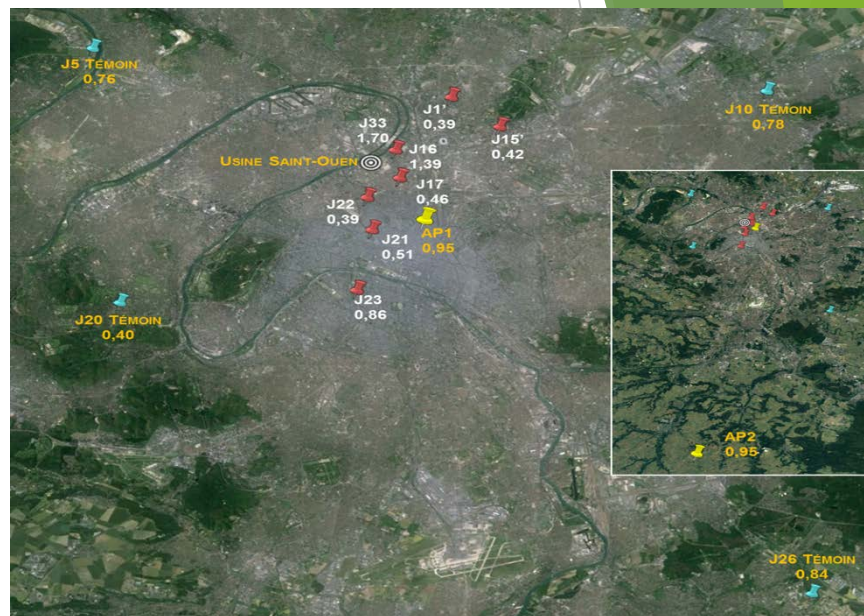 J5 TÉMOIN
0,76
J1'
0,39
J10 TÉMOIN
0,78
J15'
0,42
J33
1,70
J16
1,39
USINE SAINT-OUEN
J17
0,46
J22
0,39
AP1
0,95
J21
0,51
J23
0,86
J20 TÉMOIN
0,40
AP2
0,95
J26 TÉMOIN
0,84